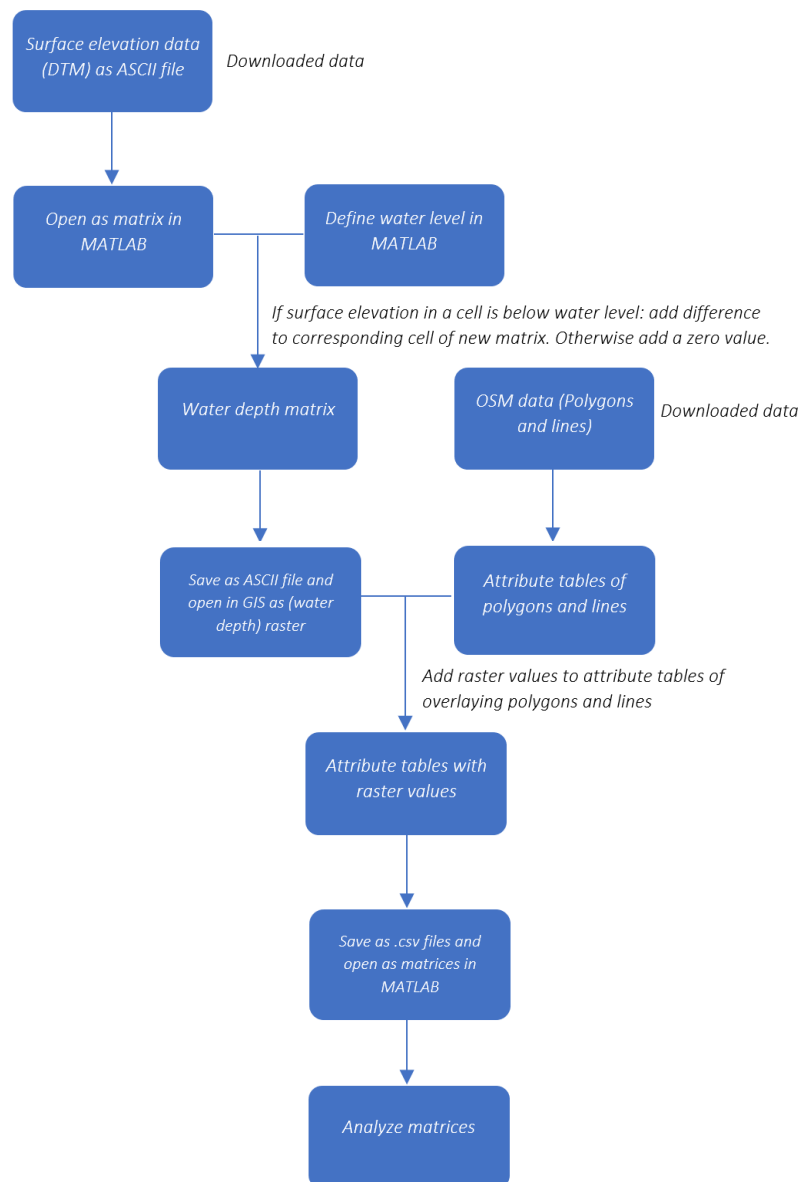 Surface elevation data
(DTM) as ASCII file
Downloaded data
Open as matrix in
MATLAB
Define water level in
MATLAB
If surface elevation in a cell is below water level: add difference
to corresponding cell of new matrix. Otherwise add a zero value.
Water depth matrix
OSM data (Polygons
and lines)
Downloaded data
Save as ASCII file and
open in GIS as (water
depth) raster
Attribute tables of
polygons and lines
Add raster values to attribute tables of
overlaying polygons and lines
Attribute tables with
raster values
Save as .csv files and
open as matrices in
MATLAB
Analyze matrices